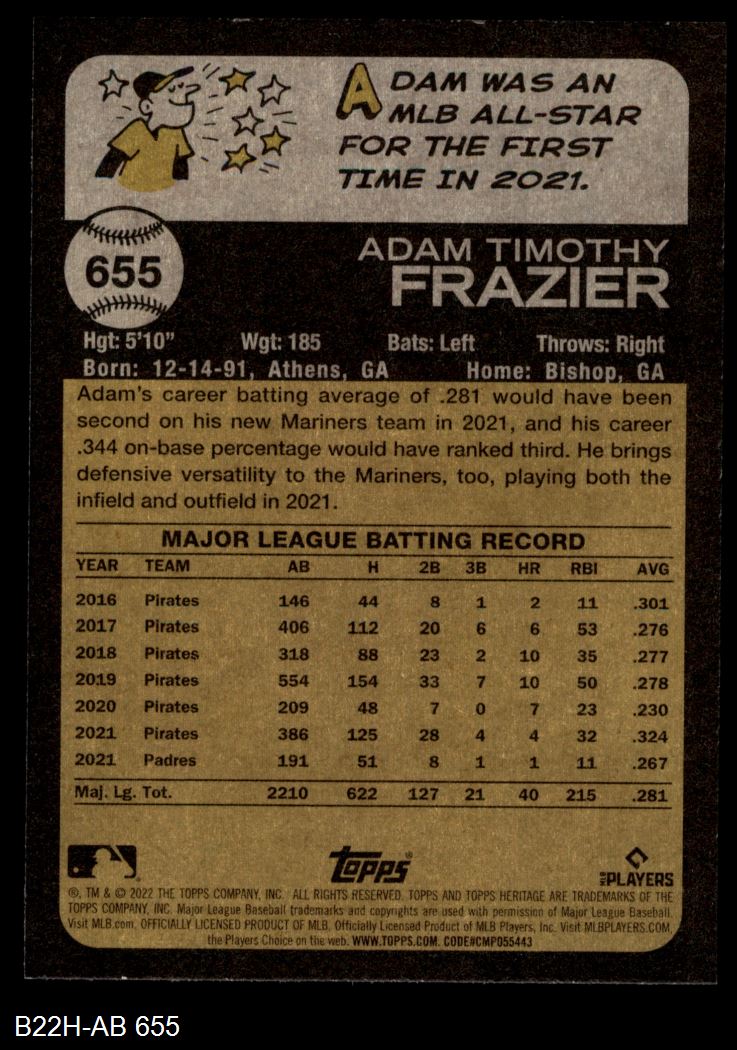 ADAM WAS AN
MLB ALL-STAR
FOR THE FIRST
TIME IN 2021.
655
ADAM TIMOTHY
FRAZIER
Hgt: 5'10" Wgt: 185 Bats: Left Throws: Right
Born: 12-14-91, Athens, GA Home: Bishop, GA
Adam's career batting average of .281 would have been
second on his new Mariners team in 2021, and his career
.344 on-base percentage would have ranked third. He brings
defensive versatility to the Mariners, too, playing both the
infield and outfield in 2021.
MAJOR LEAGUE BATTING RECORD
YEAR TEAM AB H 2B 3B HR RBI AVG
2016 Pirates 146 44 8 1 2 11 .301
2017 Pirates 406 112 20 6 6 53 .276
2018 Pirates 318 88 23 2 10 35 .277
2019 Pirates 554 154 33 7 10 50 .278
2020 Pirates 209 48 7 0 7 23 .230
2021 Pirates 386 125 28 4 4 32 .324
2021 Padres 191 51 8 1 1 11 .267
Maj. Lg. Tot. 2210 622 127 21 40 215 .281
Topps®
MLB PLAYERS
®, TM & © 2022 THE TOPPS COMPANY, INC. ALL RIGHTS RESERVED. TOPPS AND TOPPS HERITAGE ARE TRADEMARKS OF THE
TOPPS COMPANY, INC. Major League Baseball trademarks and copyrights are used with permission of Major League Baseball.
Visit MLB.com. OFFICIALLY LICENSED PRODUCT OF MLB Players, Inc. Visit MLBPLAYERS.COM,
the Players Choice on the web. WWW.TOPPS.COM. CODE#CMP055443
B22H-AB 655